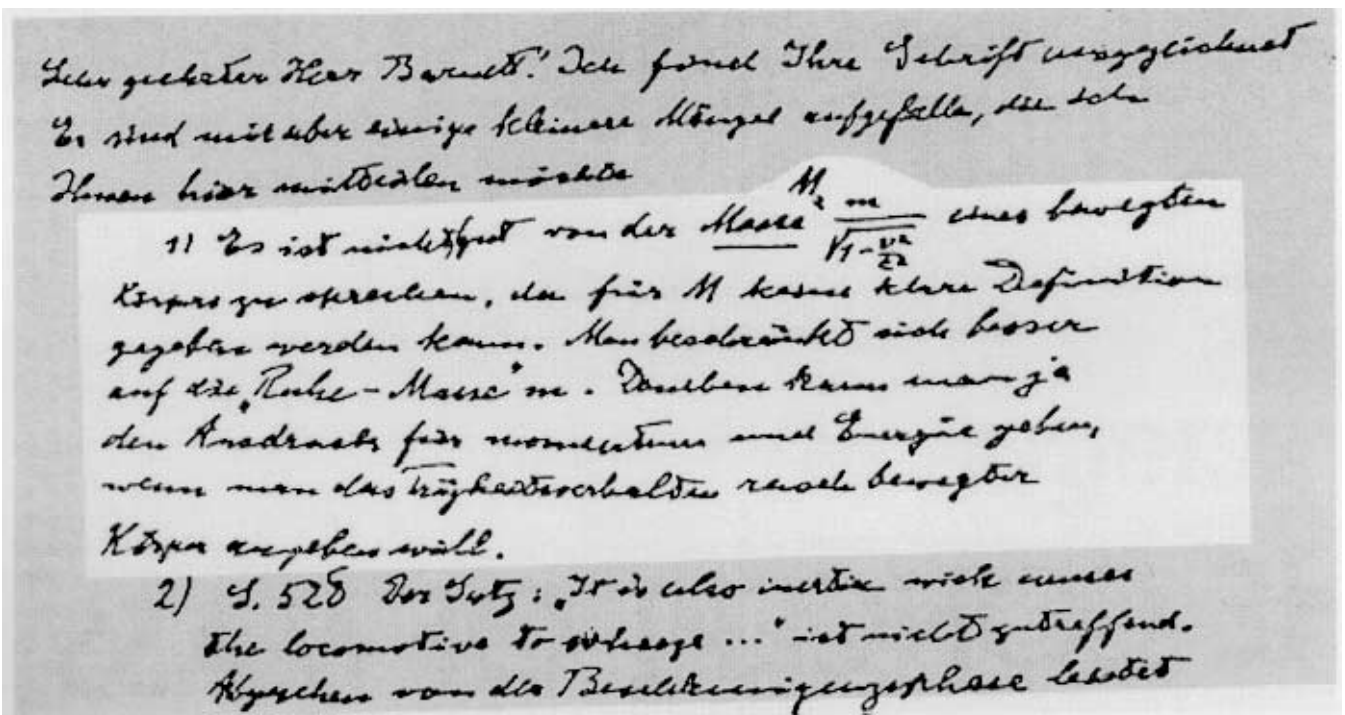 Sehr geehrter Herr Barnett! Ich fand Ihre Schrift ausgezeichnet
Es sind mir aber einige kleinere Mängel aufgefallen, die ich
Ihnen hier mitteilen möchte
1) Es ist nicht gut von der Masse M = m/√(1-v²/c²) eines bewegten
Körpers zu sprechen, da für M keine klare Definition
gegeben werden kann. Man beschränkt sich besser
auf die „Ruhe-Masse" m. Daneben kann man ja
den Ausdruck für momentum und Energie geben,
wenn man das Trägheitsverhalten rasch bewegter
Körper angeben will.
2) S. 52 Der Satz: „It is also inertia which causes
the locomotive to ..." ist nicht zutreffend.
Abgesehen von der Beschleunigungsphase leistet